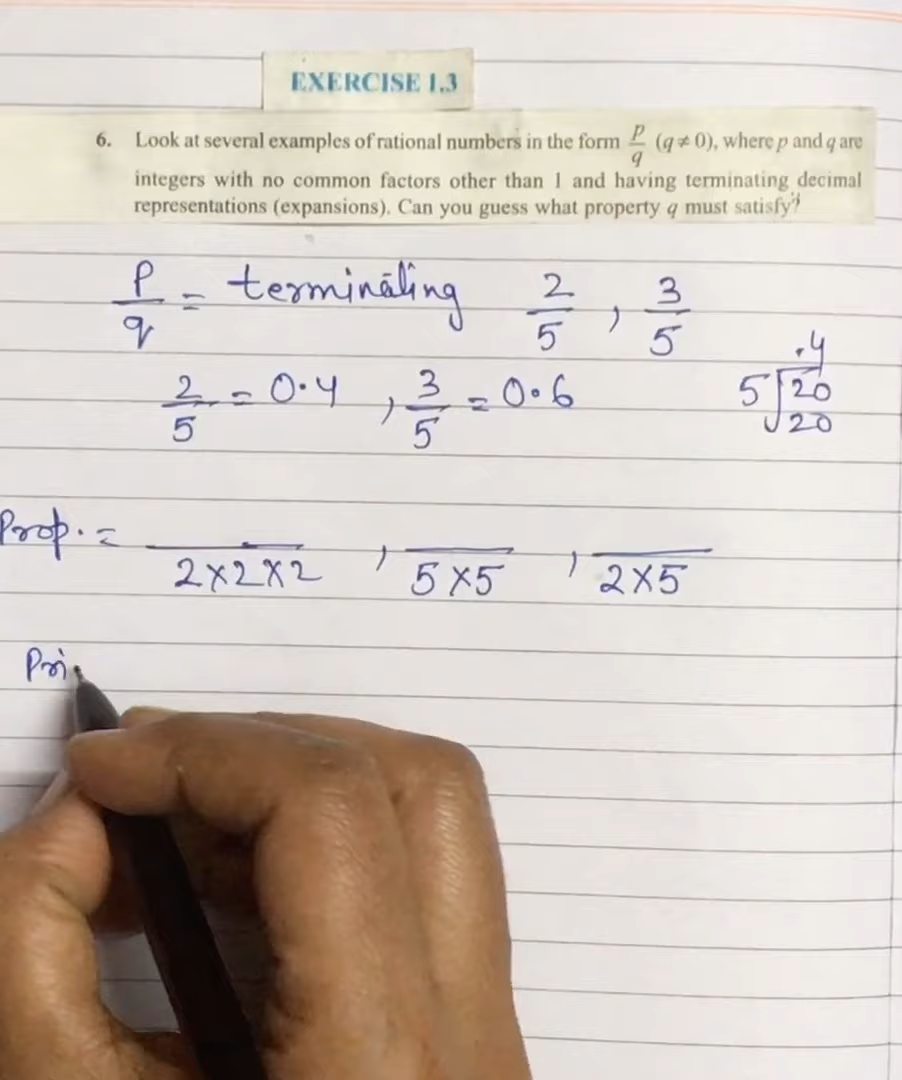 EXERCISE 1.3
6. Look at several examples of rational numbers in the form p/q (q ≠ 0), where p and q are
integers with no common factors other than 1 and having terminating decimal
representations (expansions). Can you guess what property q must satisfy?
P/q = terminating 2/5 , 3/5
2/5 = 0.4 , 3/5 = 0.6
.4
5 20
20
Prop. = /2×2×2 , /5×5 , /2×5
Pri